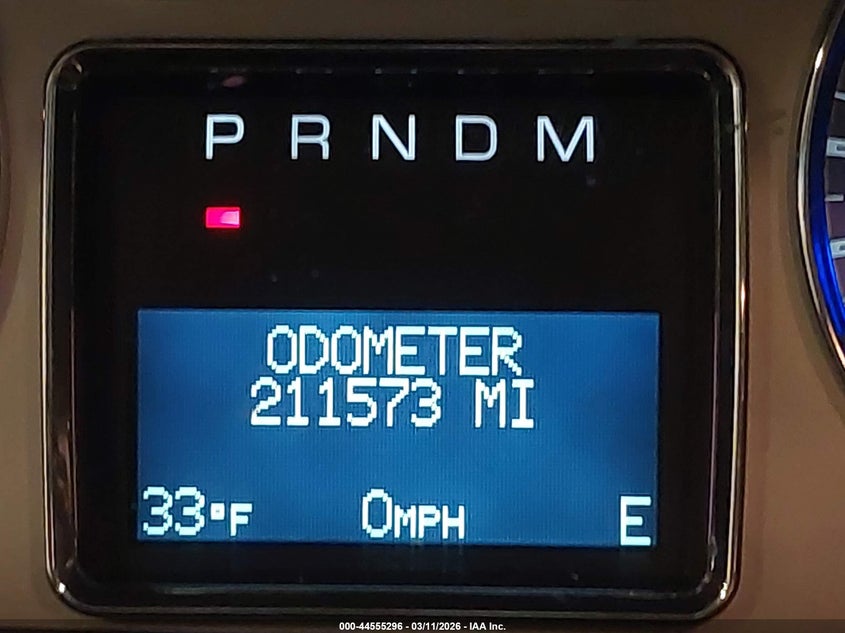 P R N D M
ODOMETER
211573 MI
33°F 0MPH E
000-44555296 - 03/11/2026 - IAA Inc.